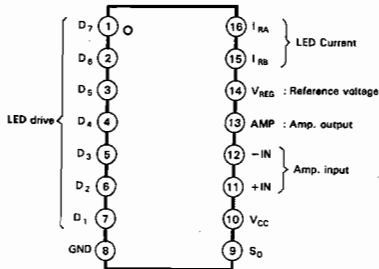 D7 1 16 IRA
D6 2 15 IRB
LED Current
D5 3 14 VREG : Reference voltage
LED drive
D4 4 13 AMP : Amp. output
D3 5 12 −IN
Amp. input
D2 6 11 +IN
D1 7 10 VCC
GND 8 9 SO